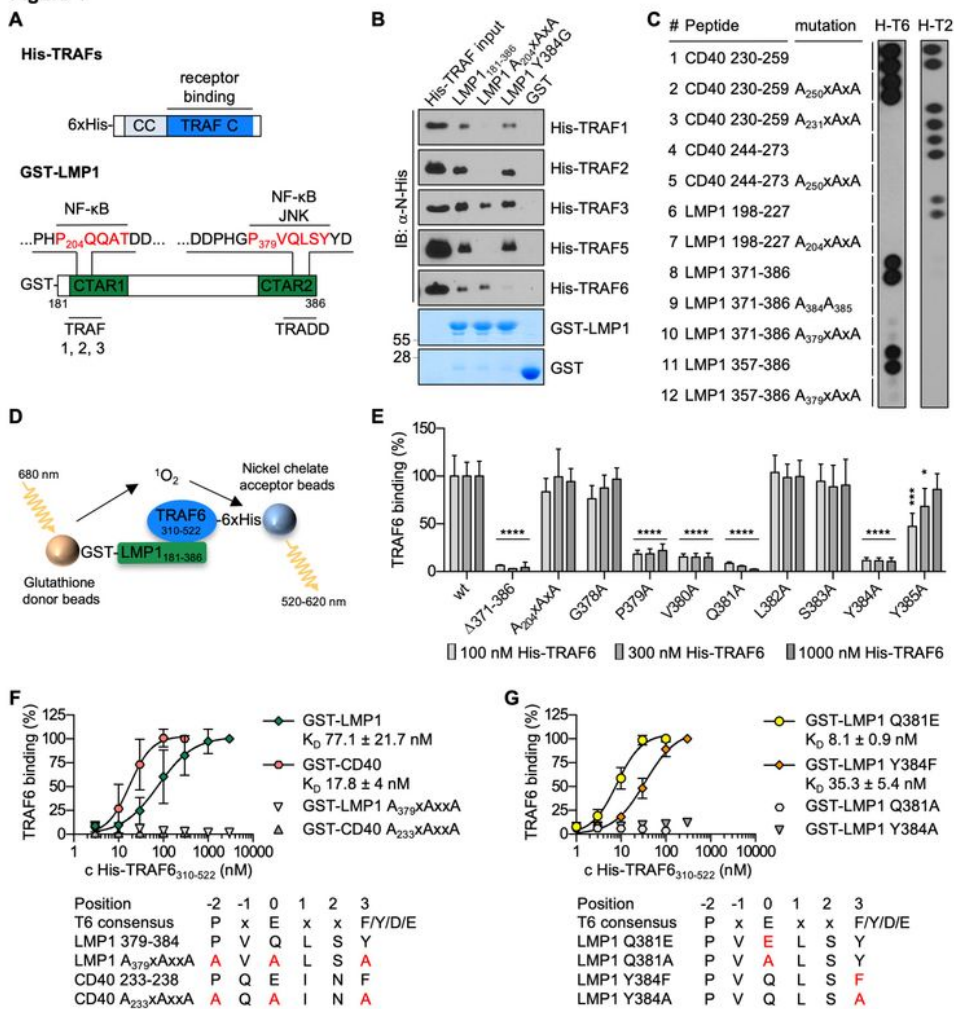 A
His-TRAFs
receptor
binding
6xHis- CC TRAF C
GST-LMP1
NF-κB
NF-κB
JNK
...PHP204QQATDD... ...DDPHGP379VQLSYYD
GST- CTAR1 CTAR2
181 386
TRAF
1, 2, 3
TRADD
B
His-TRAF input
LMP1181-386
LMP1 A204xAxA
LMP1 Y384G
GST
IB: α-N-His
His-TRAF1
His-TRAF2
His-TRAF3
His-TRAF5
His-TRAF6
GST-LMP1
55
28
GST
C
# Peptide mutation H-T6 H-T2
1 CD40 230-259
2 CD40 230-259 A250xAxA
3 CD40 230-259 A231xAxA
4 CD40 244-273
5 CD40 244-273 A250xAxA
6 LMP1 198-227
7 LMP1 198-227 A204xAxA
8 LMP1 371-386
9 LMP1 371-386 A384A385
10 LMP1 371-386 A379xAxA
11 LMP1 357-386
12 LMP1 357-386 A379xAxA
D
680 nm
1O2
Nickel chelate
acceptor beads
TRAF6
310-522
-6xHis
GST-LMP1181-386
Glutathione
donor beads
520-620 nm
E
TRAF6 binding (%)
150
100
50
0
**** **** **** **** **** *** *
wt
Δ371-386
A204xAxA
G378A
P379A
V380A
Q381A
L382A
S383A
Y384A
Y385A
100 nM His-TRAF6 300 nM His-TRAF6 1000 nM His-TRAF6
F
TRAF6 binding (%)
125
100
75
50
25
0
1 10 100 1000 10000
c His-TRAF6310-522 (nM)
GST-LMP1
KD 77.1 ± 21.7 nM
GST-CD40
KD 17.8 ± 4 nM
GST-LMP1 A379xAxxA
GST-CD40 A233xAxxA
Position -2 -1 0 1 2 3
T6 consensus P x E x x F/Y/D/E
LMP1 379-384 P V Q L S Y
LMP1 A379xAxxA A V A L S A
CD40 233-238 P Q E I N F
CD40 A233xAxxA A Q A I N A
G
TRAF6 binding (%)
125
100
75
50
25
0
1 10 100 1000 10000
c His-TRAF6310-522 (nM)
GST-LMP1 Q381E
KD 8.1 ± 0.9 nM
GST-LMP1 Y384F
KD 35.3 ± 5.4 nM
GST-LMP1 Q381A
GST-LMP1 Y384A
Position -2 -1 0 1 2 3
T6 consensus P x E x x F/Y/D/E
LMP1 Q381E P V E L S Y
LMP1 Q381A P V A L S Y
LMP1 Y384F P V Q L S F
LMP1 Y384A P V Q L S A